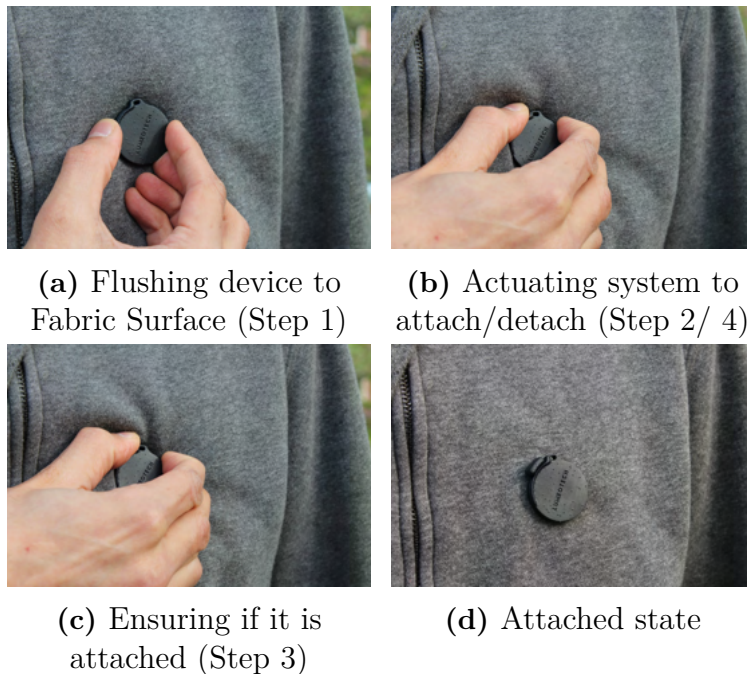 (a) Flushing device to
Fabric Surface (Step 1)
(b) Actuating system to
attach/detach (Step 2/ 4)
(c) Ensuring if it is
attached (Step 3)
(d) Attached state